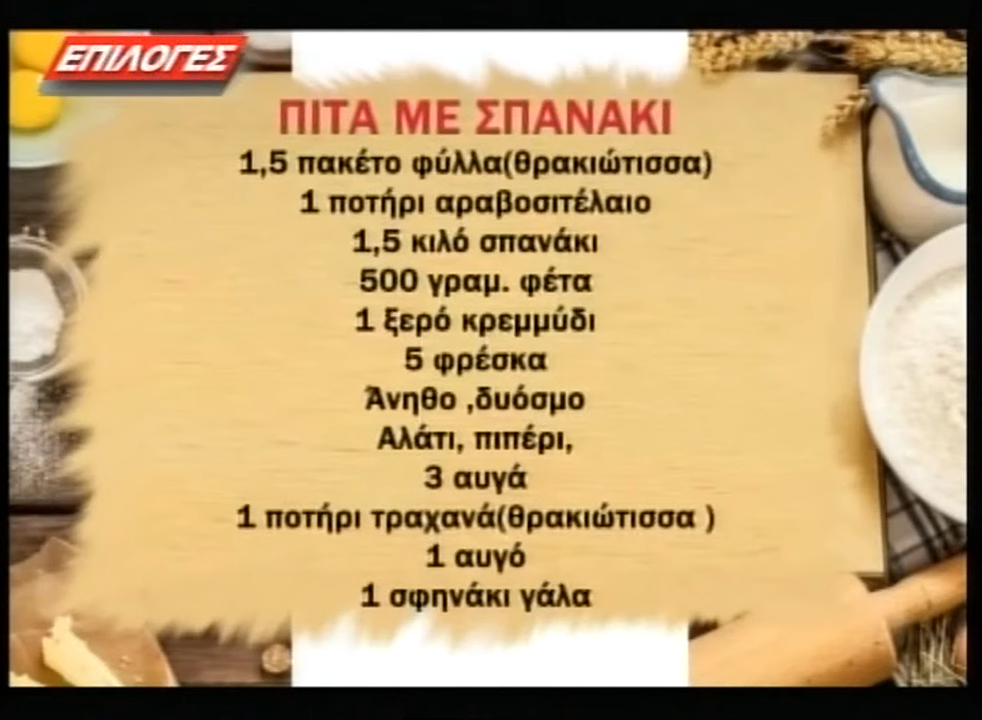 ΕΠΙΛΟΓΕΣ
ΠΙΤΑ ΜΕ ΣΠΑΝΑΚΙ
1,5 πακέτο φύλλα(θρακιώτισσα)
1 ποτήρι αραβοσιτέλαιο
1,5 κιλό σπανάκι
500 γραμ. φέτα
1 ξερό κρεμμύδι
5 φρέσκα
Άνηθο ,δυόσμο
Αλάτι, πιπέρι,
3 αυγά
1 ποτήρι τραχανά(θρακιώτισσα )
1 αυγό
1 σφηνάκι γάλα